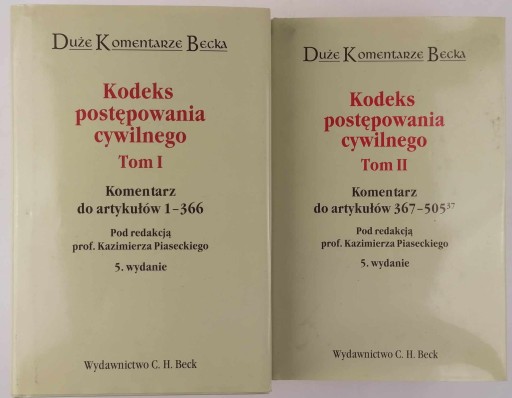 Duże Komentarze Becka
Kodeks
postępowania
cywilnego
Tom I
Komentarz
do artykułów 1–366
Pod redakcją
prof. Kazimierza Piaseckiego
5. wydanie
Wydawnictwo C. H. Beck
Duże Komentarze Becka
Kodeks
postępowania
cywilnego
Tom II
Komentarz
do artykułów 367–505³⁷
Pod redakcją
prof. Kazimierza Piaseckiego
5. wydanie
Wydawnictwo C. H. Beck